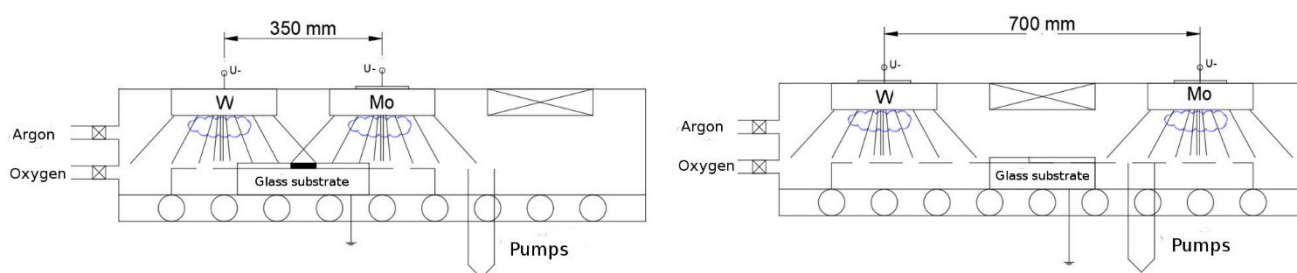 350 mm
U-
U-
W
Mo
Argon
Oxygen
Glass substrate
Pumps
700 mm
U-
U-
W
Mo
Argon
Oxygen
Glass substrate
Pumps